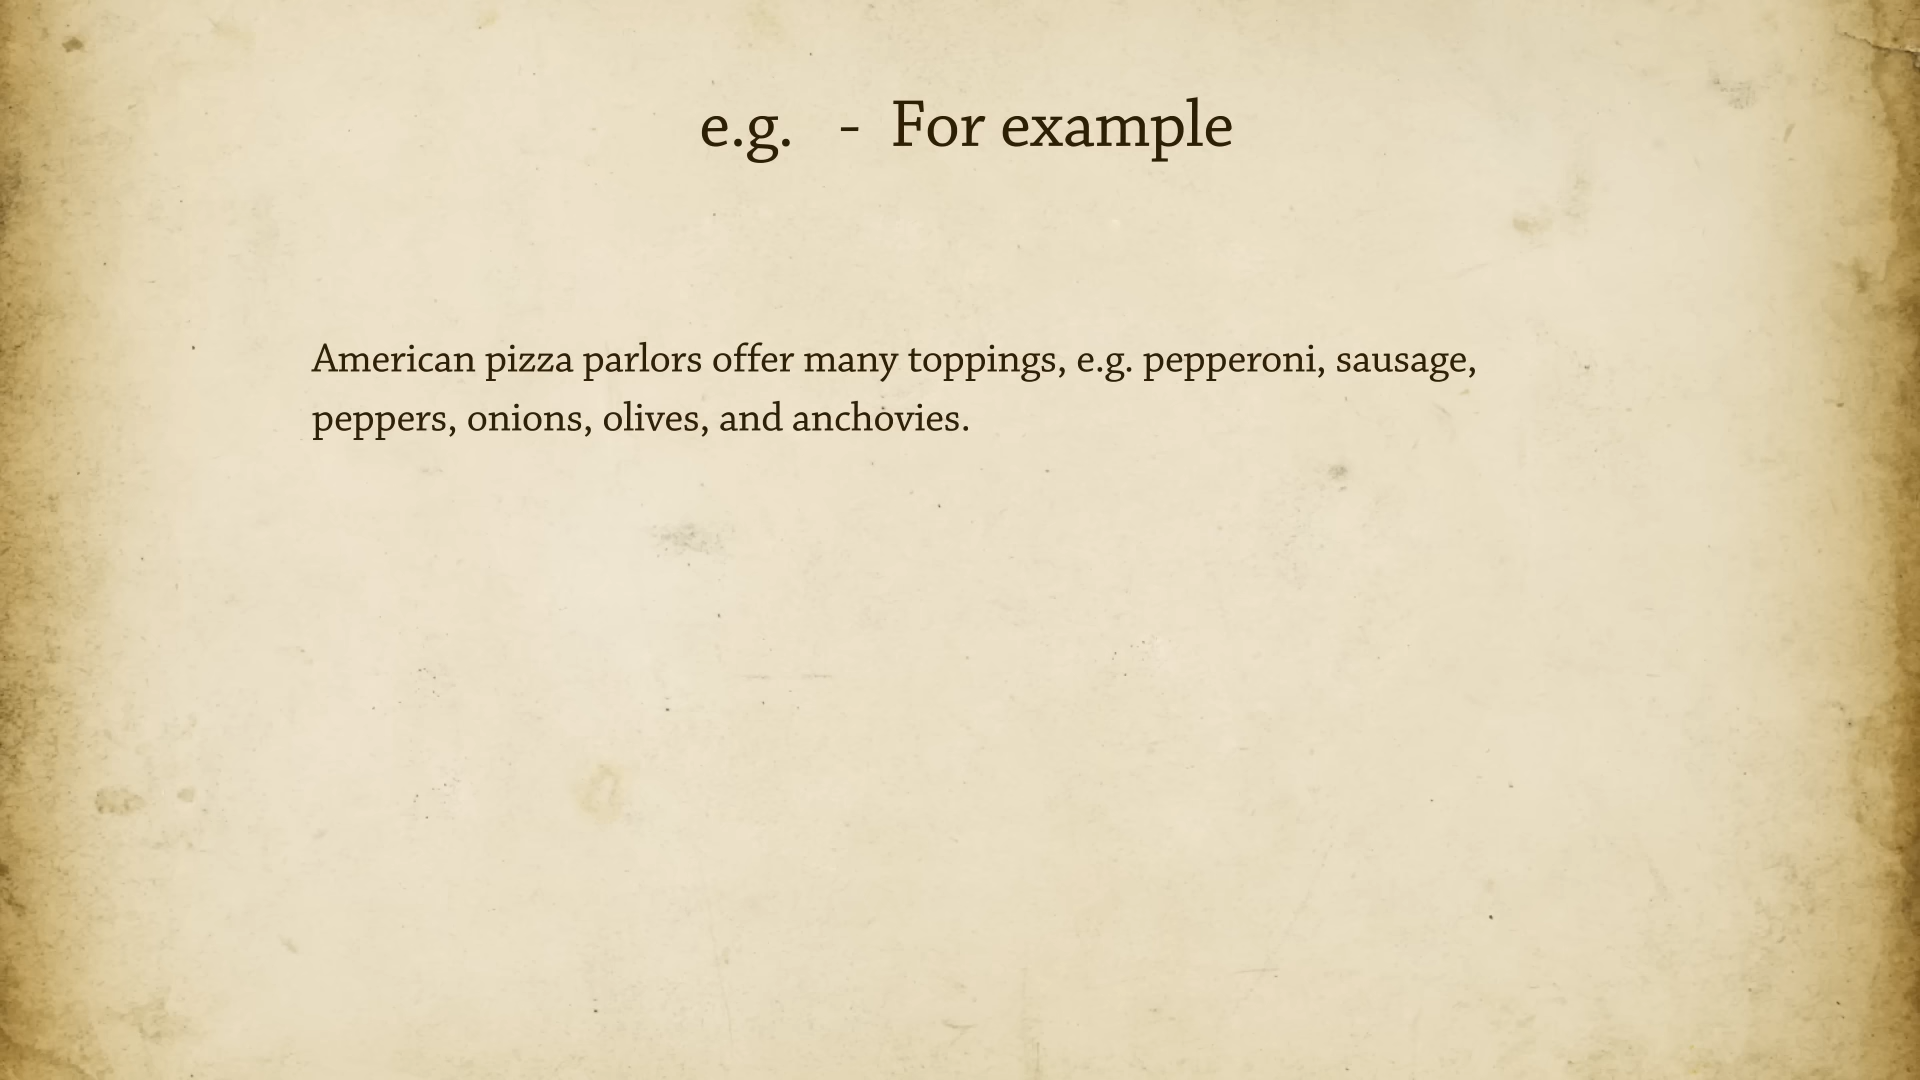 e.g. - For example
American pizza parlors offer many toppings, e.g. pepperoni, sausage,
peppers, onions, olives, and anchovies.